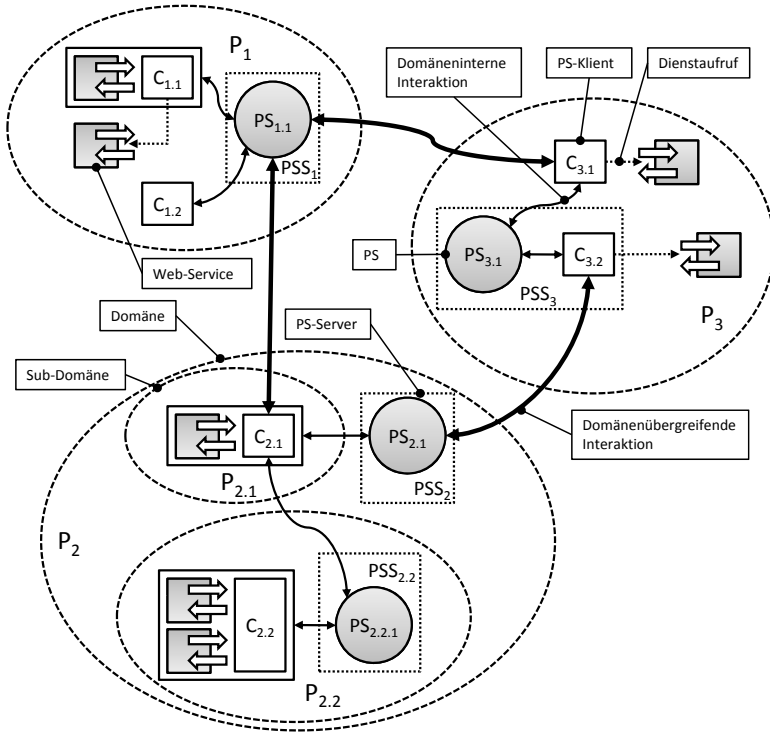 P1
C1.1
PS1.1
PSS1
C1.2
Web-Service
Domäneninterne
Interaktion
PS-Klient
Dienstaufruf
C3.1
PS
PS3.1
C3.2
PSS3
P3
Domäne
Sub-Domäne
PS-Server
C2.1
P2.1
PS2.1
PSS2
Domänenübergreifende
Interaktion
P2
PSS2.2
C2.2
PS2.2.1
P2.2